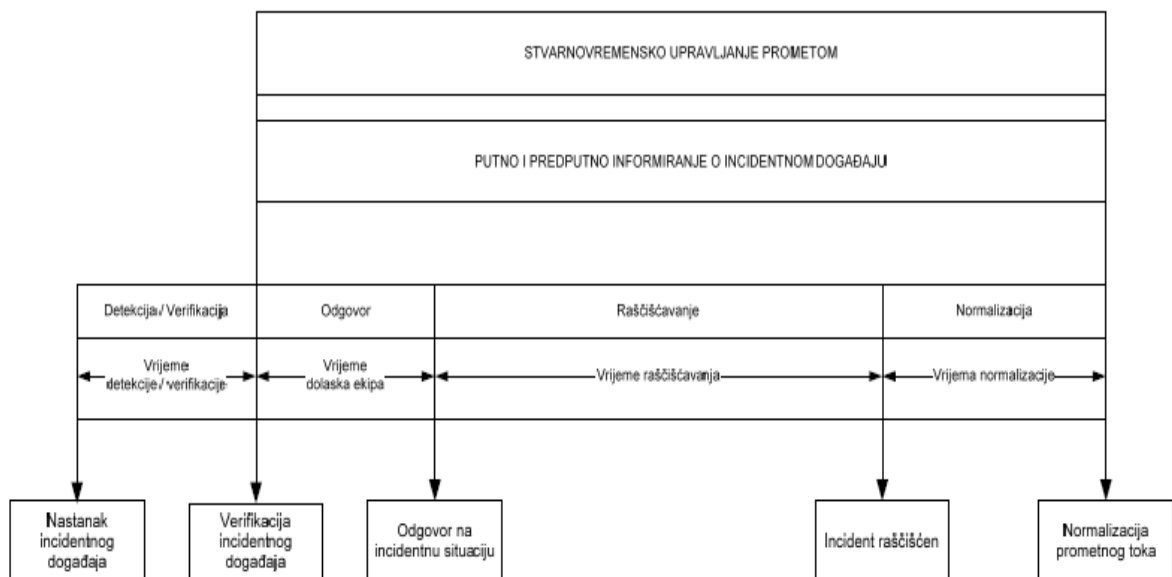 STVARNOVREMENSKO UPRAVLJANJE PROMETOM
PUTNO I PREDPUTNO INFORMIRANJE O INCIDENTNOM DOGAĐAJU
Detekcija / Verifikacija
Odgovor
Raščišćavanje
Normalizacija
Vrijeme
detekcije / verifikacije
Vrijeme
dolaska ekipa
Vrijeme raščišćavanja
Vrijema normalizacije
Nastanak
incidentnog
događaja
Verifikacija
incidentnog
događaja
Odgovor na
incidentnu situaciju
Incident raščišćen
Normalizacija
prometnog toka